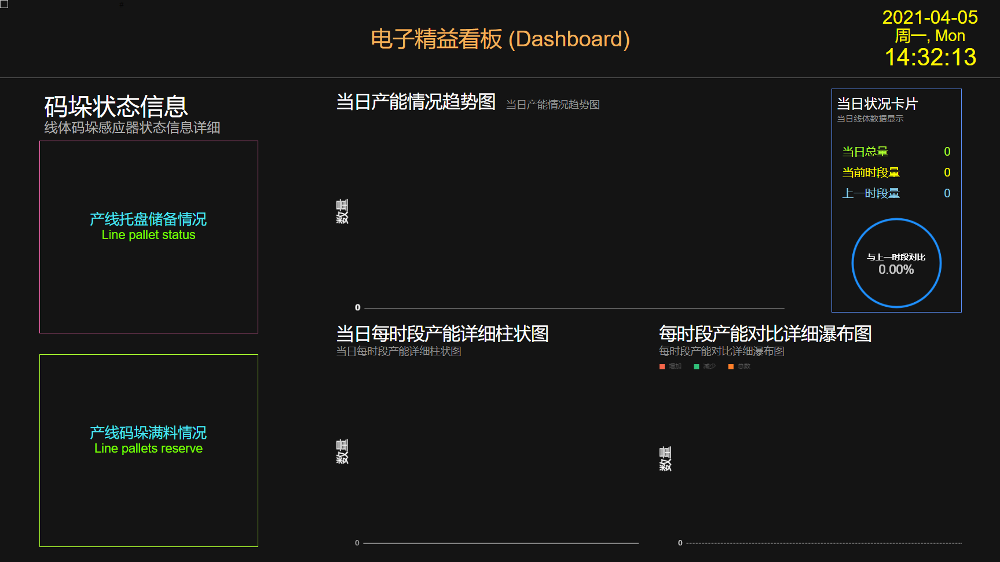 #
电子精益看板 (Dashboard)
2021-04-05
周一, Mon
14:32:13
码垛状态信息
线体码垛感应器状态信息详细
产线托盘储备情况
Line pallet status
产线码垛满料情况
Line pallets reserve
当日产能情况趋势图 当日产能情况趋势图
数量
0
当日状况卡片
当日线体数据显示
当日总量 0
当前时段量 0
上一时段量 0
与上一时段对比
0.00%
当日每时段产能详细柱状图
当日每时段产能详细柱状图
数量
0
每时段产能对比详细瀑布图
每时段产能对比详细瀑布图
增加 减少 总数
数量
0